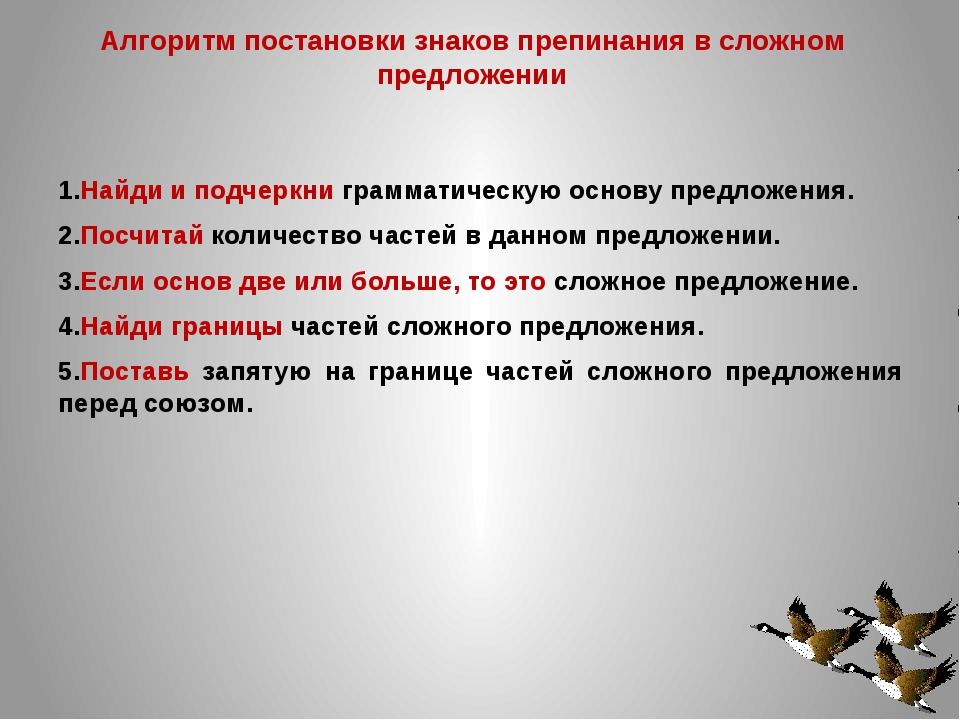 Алгоритм постановки знаков препинания в сложном
предложении
1.Найди и подчеркни грамматическую основу предложения.
2.Посчитай количество частей в данном предложении.
3.Если основ две или больше, то это сложное предложение.
4.Найди границы частей сложного предложения.
5.Поставь запятую на границе частей сложного предложения
перед союзом.